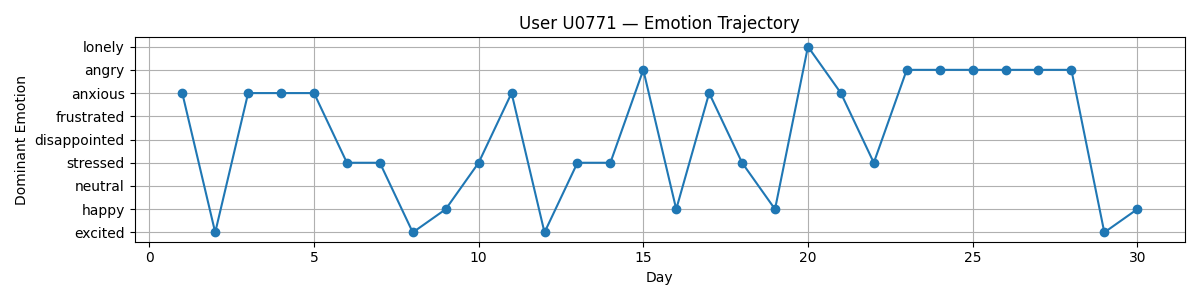 User U0771 — Emotion Trajectory
Dominant Emotion
lonely
angry
anxious
frustrated
disappointed
stressed
neutral
happy
excited
0 5 10 15 20 25 30
Day